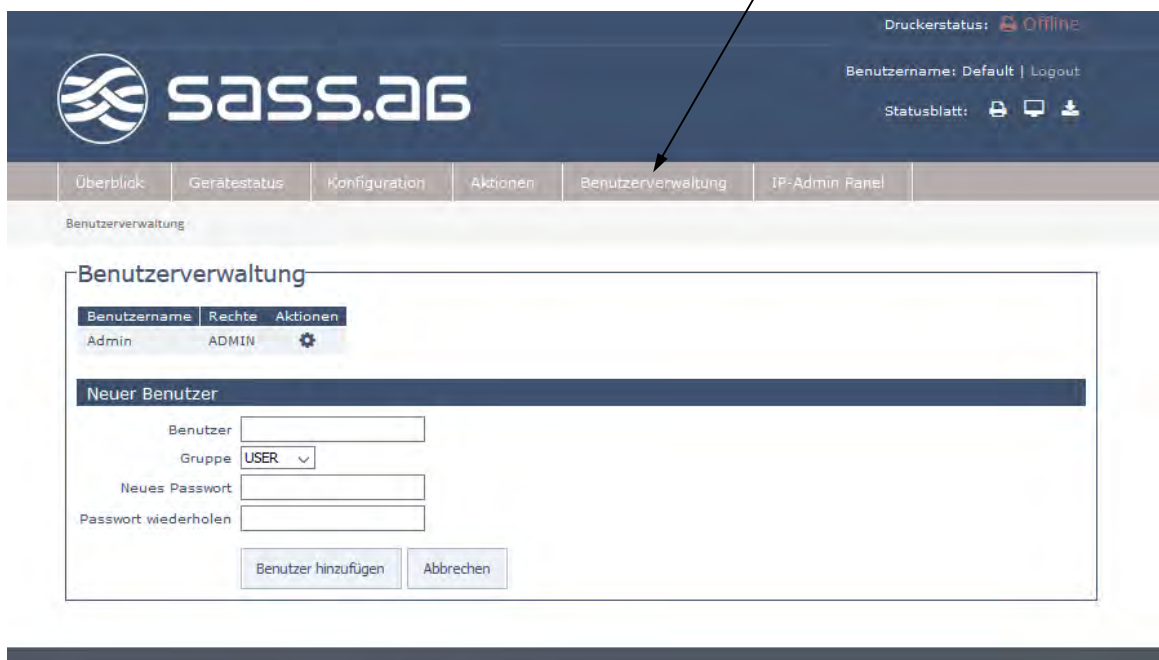 Druckerstatus: Offline
sass.ag
Benutzername: Default | Logout
Statusblatt:
Überblick Gerätestatus Konfiguration Aktionen Benutzerverwaltung IP-Admin Panel
Benutzerverwaltung
Benutzerverwaltung
Benutzername Rechte Aktionen
Admin ADMIN
Neuer Benutzer
Benutzer
Gruppe USER
Neues Passwort
Passwort wiederholen
Benutzer hinzufügen Abbrechen